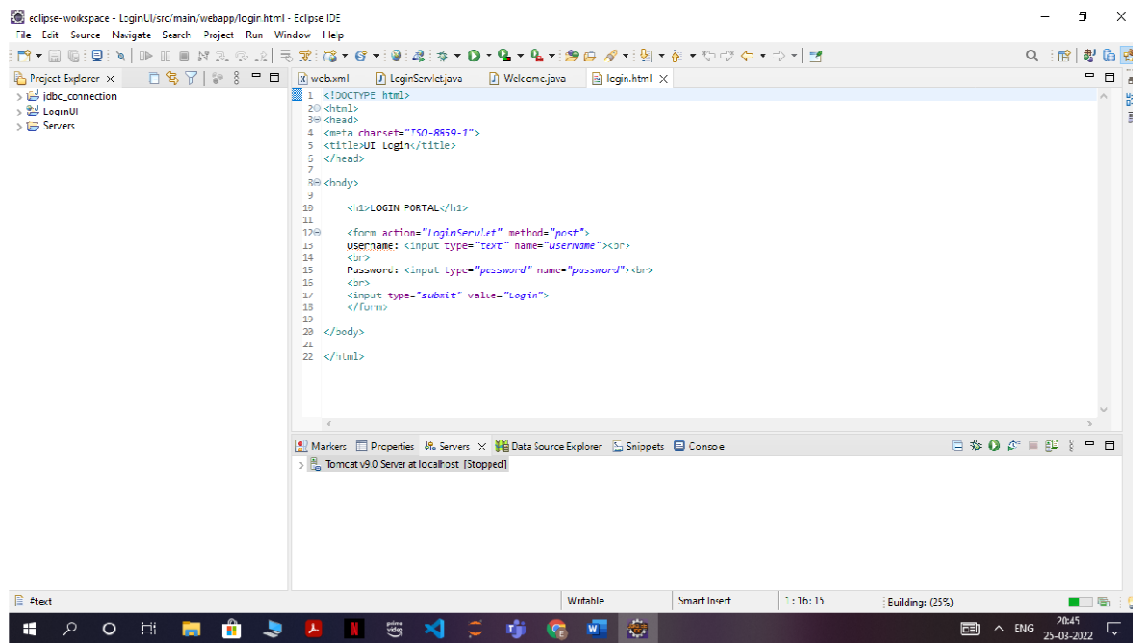 eclipse-workspace - LoginUI/src/main/webapp/login.html - Eclipse IDE
File Edit Source Navigate Search Project Run Window Help
Project Explorer
web.xml LoginServlet.java Welcome.java login.html
jdbc_connection
LoginUI
Servers
1 <!DOCTYPE html>
2 <html>
3 <head>
4 <meta charset="ISO-8859-1">
5 <title>UI Login</title>
6 </head>
7
8 <body>
9
10 <h1>LOGIN PORTAL</h1>
11
12 <form action="LoginServlet" method="post">
13 Username: <input type="text" name="userName"><br>
14 <br>
15 Password: <input type="password" name="password"><br>
16 <br>
17 <input type="submit" value="Login">
18 </form>
19
20 </body>
21
22 </html>
Markers Properties Servers Data Source Explorer Snippets Console
Tomcat v9.0 Server at localhost [Stopped]
#text Writable Smart Insert 1 : 16 : 15 Building: (25%)
prime video
ENG 20:45
25-03-2022